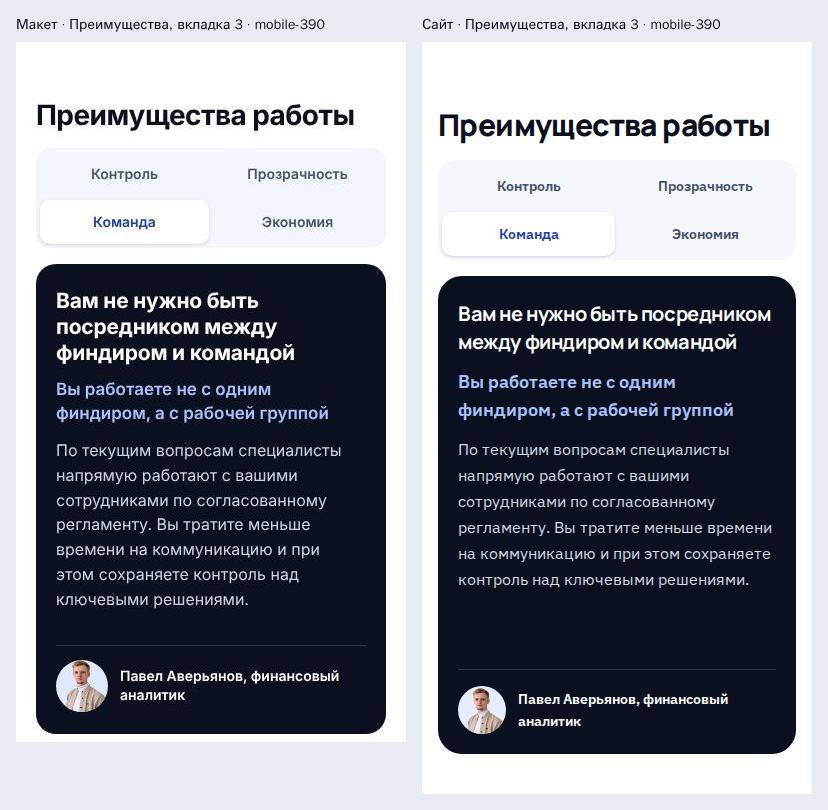 Макет · Преимущества, вкладка 3 · mobile-390
Преимущества работы
Контроль
Прозрачность
Команда
Экономия
Вам не нужно быть
посредником между
финдиром и командой
Вы работаете не с одним
финдиром, а с рабочей группой
По текущим вопросам специалисты
напрямую работают с вашими
сотрудниками по согласованному
регламенту. Вы тратите меньше
времени на коммуникацию и при
этом сохраняете контроль над
ключевыми решениями.
Павел Аверьянов, финансовый
аналитик
Сайт · Преимущества, вкладка 3 · mobile-390
Преимущества работы
Контроль
Прозрачность
Команда
Экономия
Вам не нужно быть посредником
между финдиром и командой
Вы работаете не с одним
финдиром, а с рабочей группой
По текущим вопросам специалисты
напрямую работают с вашими
сотрудниками по согласованному
регламенту. Вы тратите меньше времени
на коммуникацию и при этом сохраняете
контроль над ключевыми решениями.
Павел Аверьянов, финансовый
аналитик